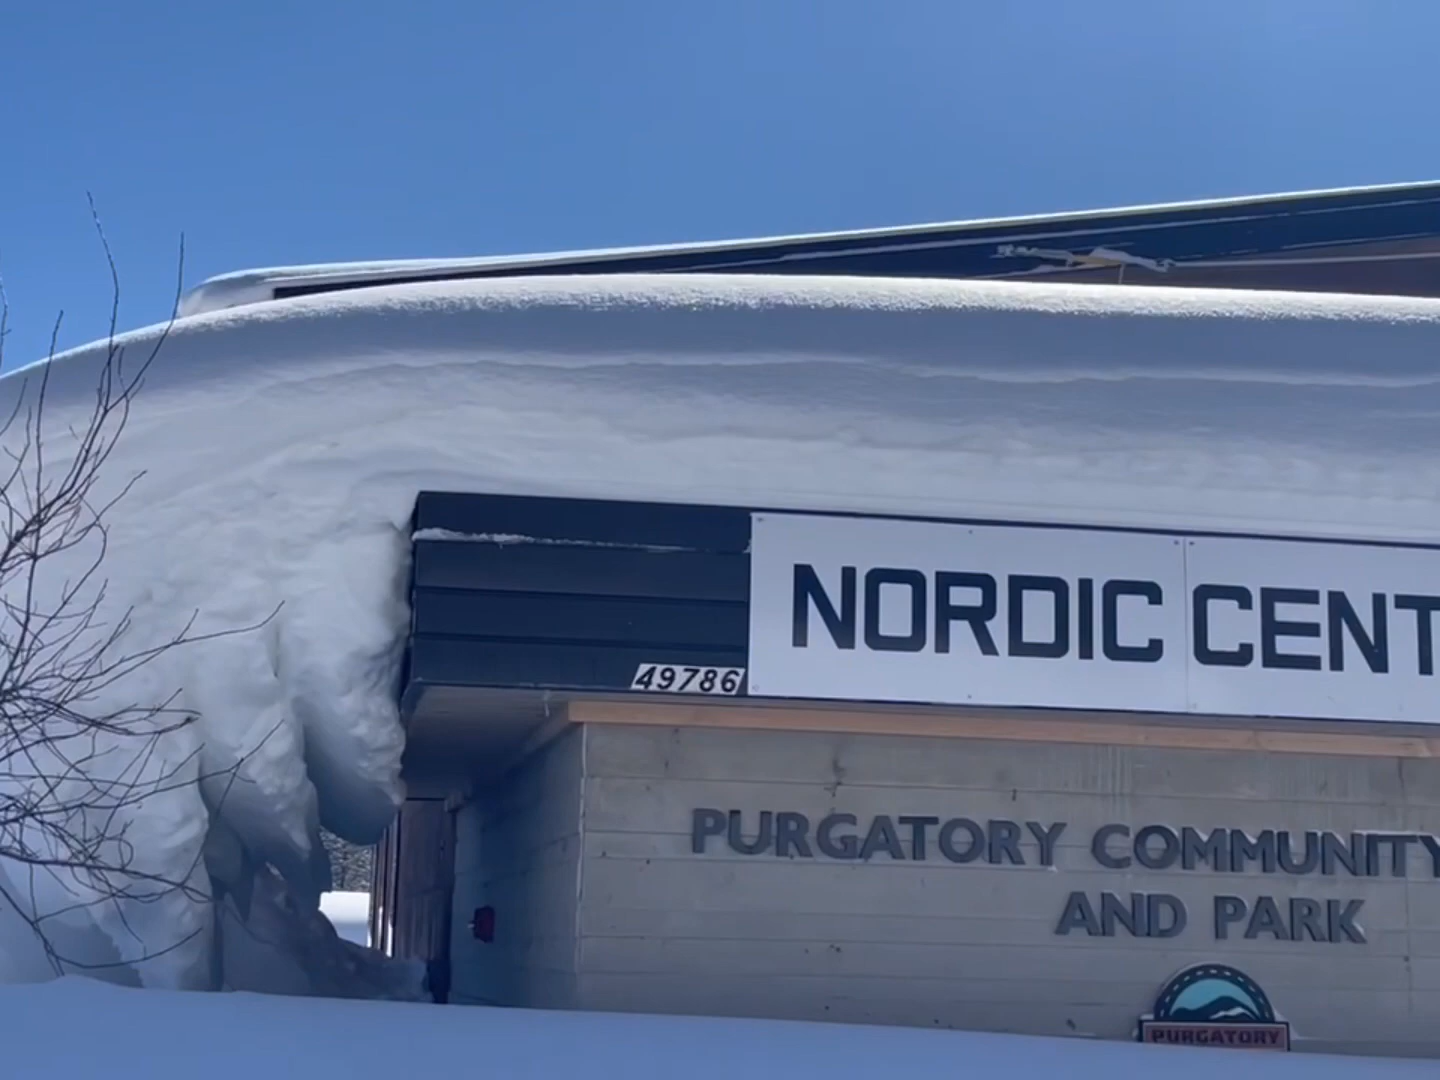 NORDIC CENT
49786
PURGATORY COMMUNITY
AND PARK
PURGATORY